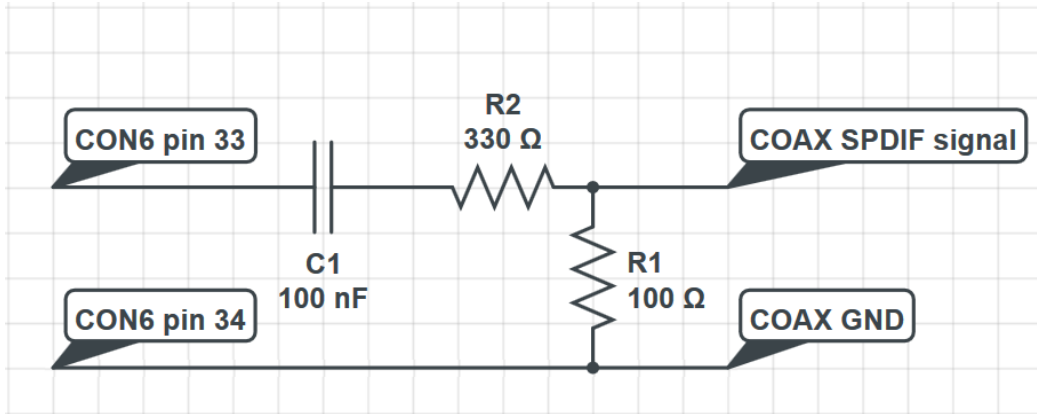 R2
330 Ω
CON6 pin 33
COAX SPDIF signal
C1
100 nF
R1
100 Ω
CON6 pin 34
COAX GND